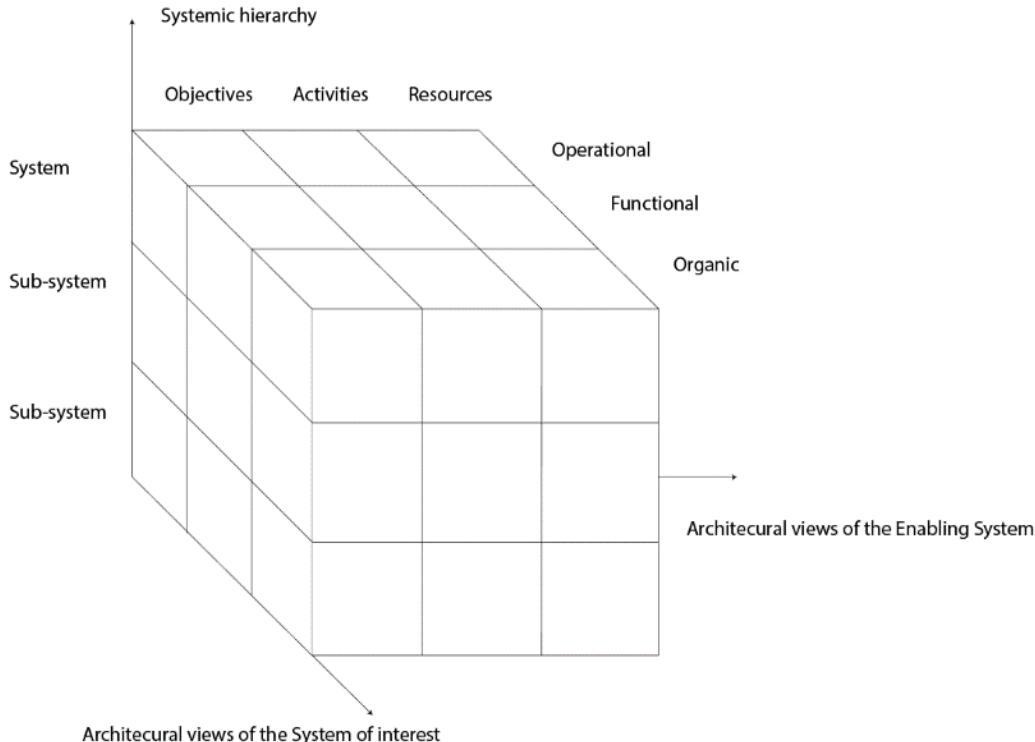 Systemic hierarchy
Objectives Activities Resources
Operational
System
Functional
Organic
Sub-system
Sub-system
Architecural views of the Enabling System
Architecural views of the System of interest